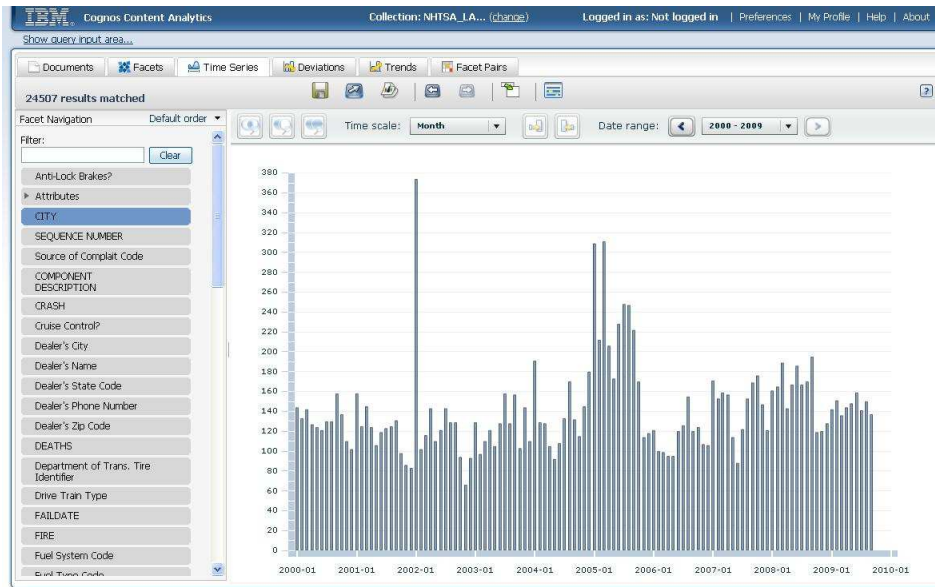 IBM. Cognos Content Analytics Collection: NHTSA_LA... (change) Logged in as: Not logged in | Preferences | My Profile | Help | About
Show query input area...
Documents Facets Time Series Deviations Trends Facet Pairs
24507 results matched
Facet Navigation Default order
Time scale: Month Date range: 2000 - 2009
Filter:
Clear
Anti-Lock Brakes?
Attributes
CITY
SEQUENCE NUMBER
Source of Complait Code
COMPONENT
DESCRIPTION
CRASH
Cruise Control?
Dealer's City
Dealer's Name
Dealer's State Code
Dealer's Phone Number
Dealer's Zip Code
DEATHS
Department of Trans. Tire
Identifier
Drive Train Type
FAILDATE
FIRE
Fuel System Code
Fuel Type Code
380
360
340
320
300
280
260
240
220
200
180
160
140
120
100
80
60
40
20
0
2000-01 2001-01 2002-01 2003-01 2004-01 2005-01 2006-01 2007-01 2008-01 2009-01 2010-01